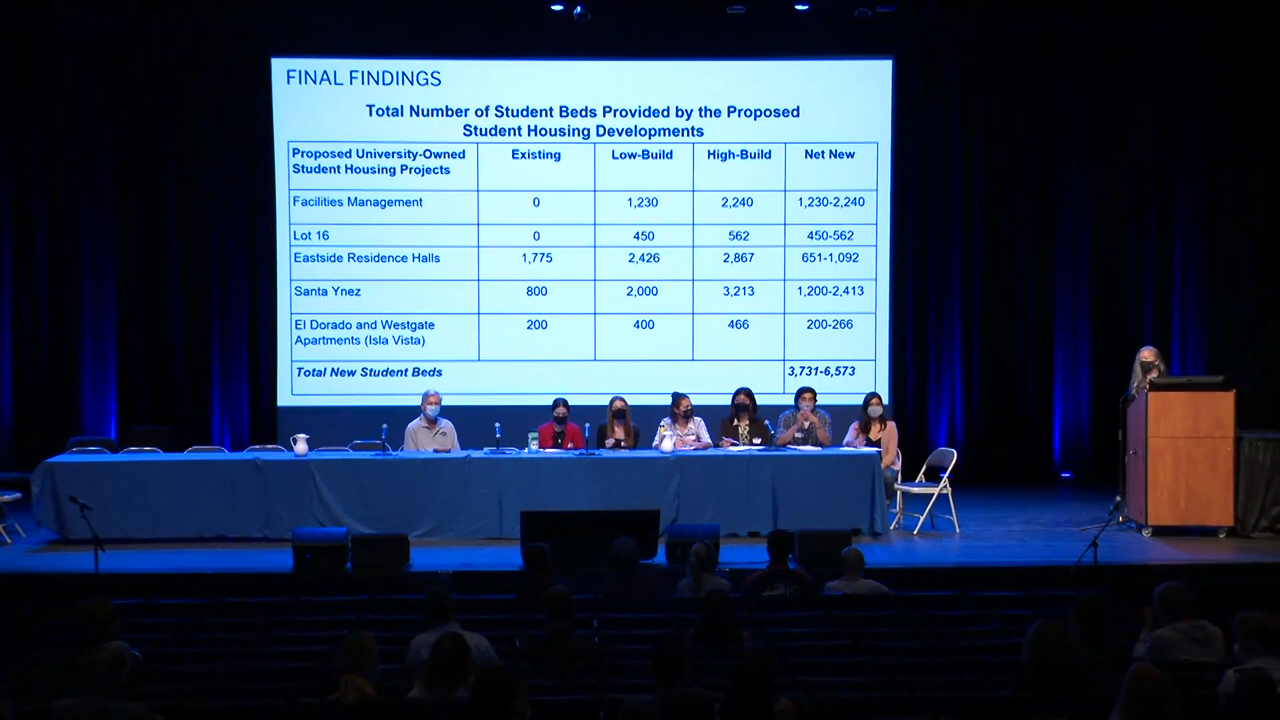 FINAL FINDINGS
Total Number of Student Beds Provided by the Proposed
Student Housing Developments
Proposed University-Owned Existing Low-Build High-Build Net New
Student Housing Projects
Facilities Management 0 1,230 2,240 1,230-2,240
Lot 16 0 450 562 450-562
Eastside Residence Halls 1,775 2,426 2,867 651-1,092
Santa Ynez 800 2,000 3,213 1,200-2,413
El Dorado and Westgate 200 400 466 200-266
Apartments (Isla Vista)
Total New Student Beds 3,731-6,573